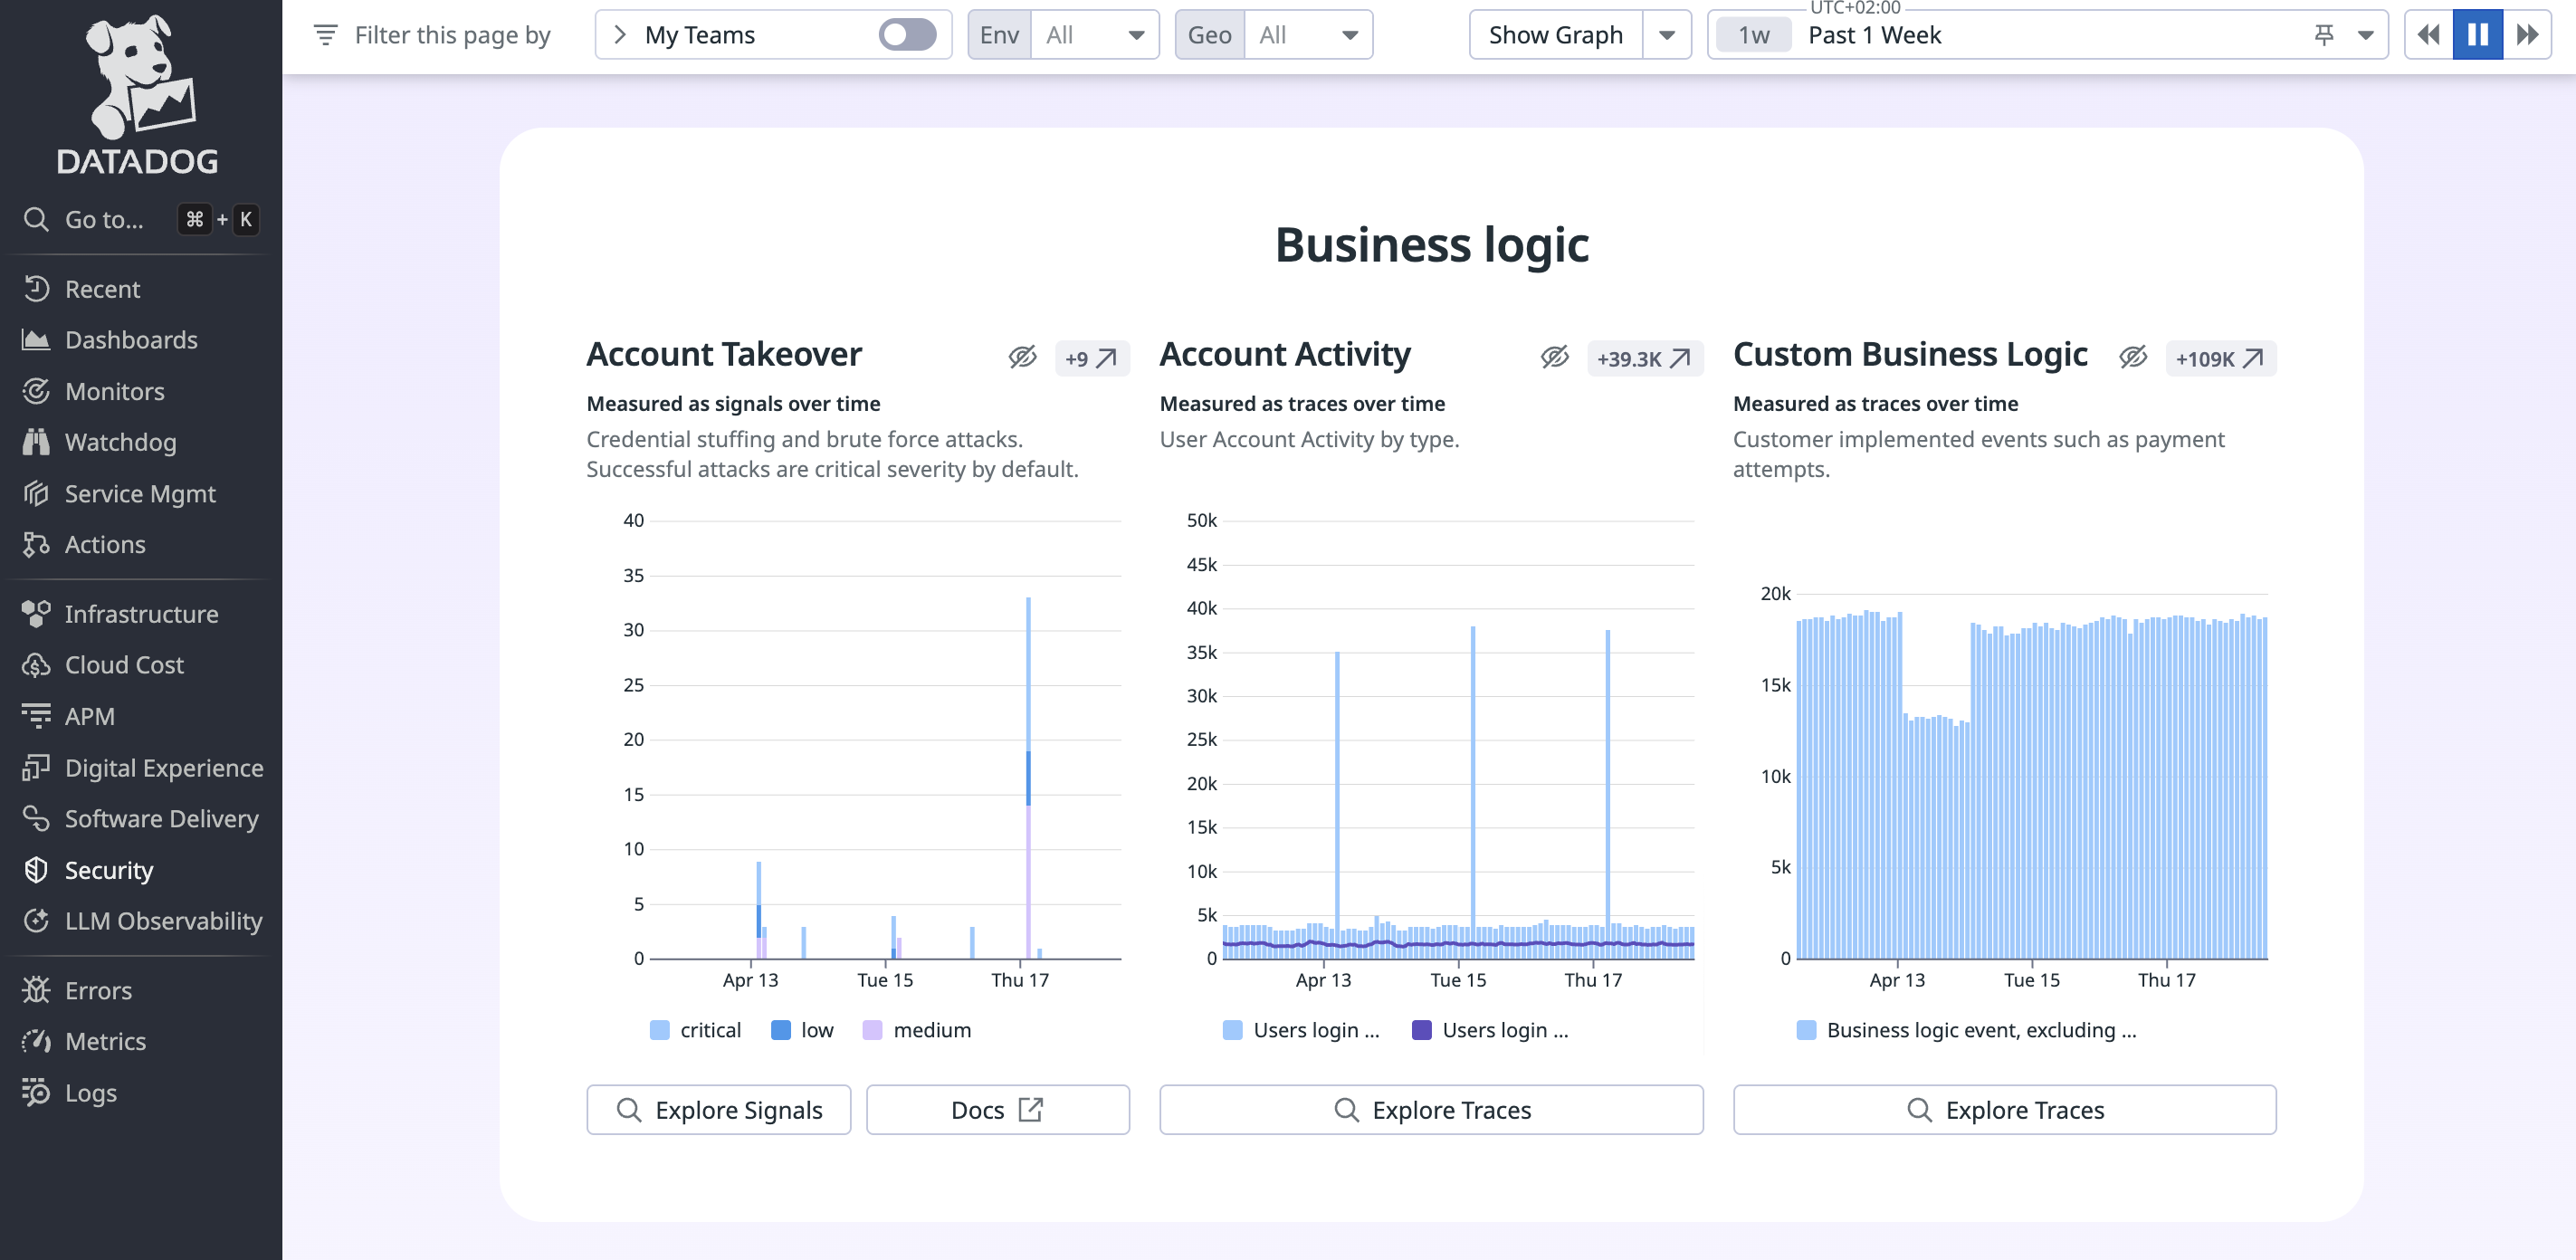 DATADOG
Go to...
⌘ + K
Recent
Dashboards
Monitors
Watchdog
Service Mgmt
Actions
Infrastructure
Cloud Cost
APM
Digital Experience
Software Delivery
Security
LLM Observability
Errors
Metrics
Logs
Filter this page by
My Teams
Env All
Geo All
Show Graph
UTC+02:00
1w Past 1 Week
Business logic
Account Takeover
+9
Measured as signals over time
Credential stuffing and brute force attacks.
Successful attacks are critical severity by default.
40
35
30
25
20
15
10
5
0
Apr 13 Tue 15 Thu 17
critical low medium
Explore Signals
Docs
Account Activity
+39.3K
Measured as traces over time
User Account Activity by type.
50k
45k
40k
35k
30k
25k
20k
15k
10k
5k
0
Apr 13 Tue 15 Thu 17
Users login ... Users login ...
Explore Traces
Custom Business Logic
+109K
Measured as traces over time
Customer implemented events such as payment
attempts.
20k
15k
10k
5k
0
Apr 13 Tue 15 Thu 17
Business logic event, excluding ...
Explore Traces